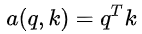 a(q, k) = q^T k